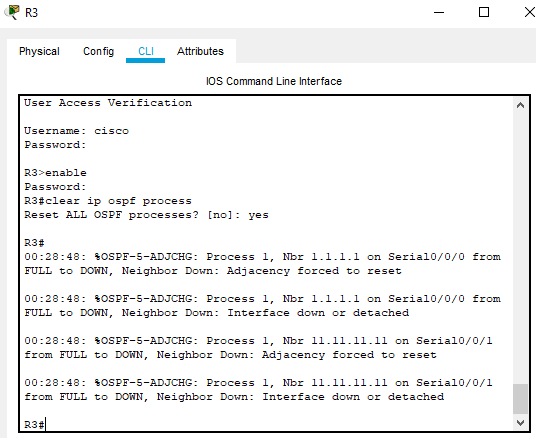 R3
Physical Config CLI Attributes
IOS Command Line Interface
User Access Verification
Username: cisco
Password:
R3>enable
Password:
R3#clear ip ospf process
Reset ALL OSPF processes? [no]: yes
R3#
00:28:48: %OSPF-5-ADJCHG: Process 1, Nbr 1.1.1.1 on Serial0/0/0 from
FULL to DOWN, Neighbor Down: Adjacency forced to reset
00:28:48: %OSPF-5-ADJCHG: Process 1, Nbr 1.1.1.1 on Serial0/0/0 from
FULL to DOWN, Neighbor Down: Interface down or detached
00:28:48: %OSPF-5-ADJCHG: Process 1, Nbr 11.11.11.11 on Serial0/0/1
from FULL to DOWN, Neighbor Down: Adjacency forced to reset
00:28:48: %OSPF-5-ADJCHG: Process 1, Nbr 11.11.11.11 on Serial0/0/1
from FULL to DOWN, Neighbor Down: Interface down or detached
R3#